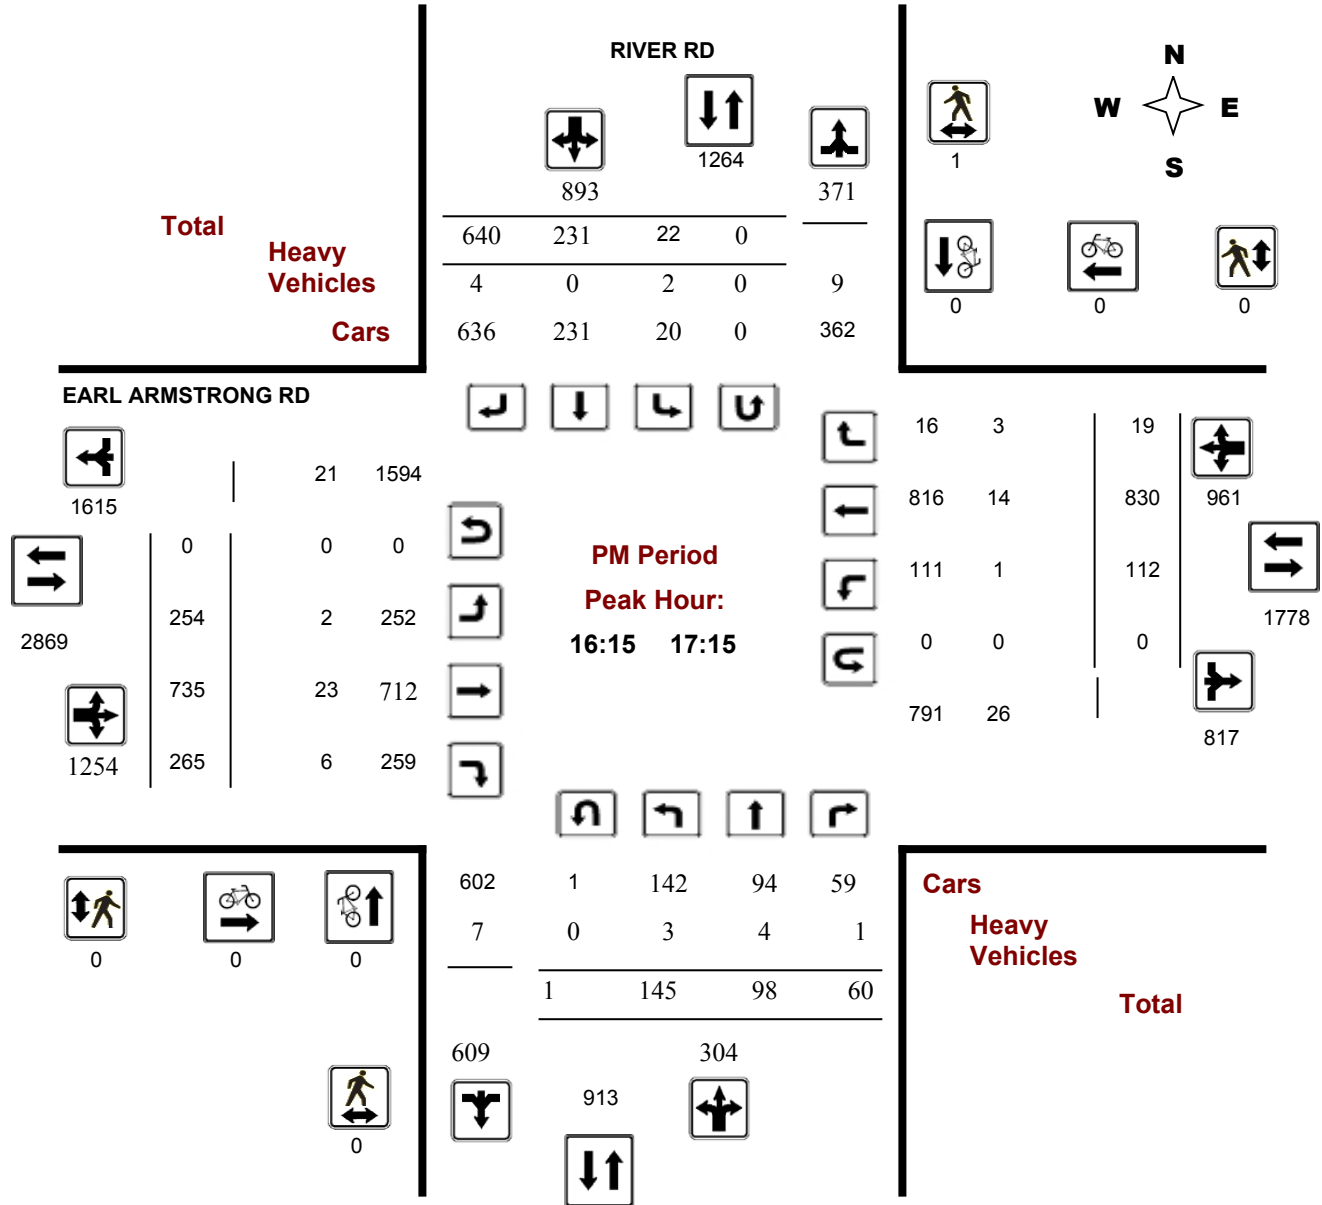 RIVER RD
N
W E
S
1264
1
893 371
Total 640 231 22 0
Heavy
Vehicles 4 0 2 0 9
Cars 636 231 20 0 362
0 0 0
EARL ARMSTRONG RD
16 3 19
21 1594
1615
816 14 830 961
0 0 0
PM Period
111 1 112
Peak Hour:
254 2 252
1778
2869
16:15 17:15
0 0 0
735 23 712
791 26
817
1254 265 6 259
602 1 142 94 59 Cars
7 0 3 4 1 Heavy
Vehicles
0 0 0
1 145 98 60 Total
609 304
913
0